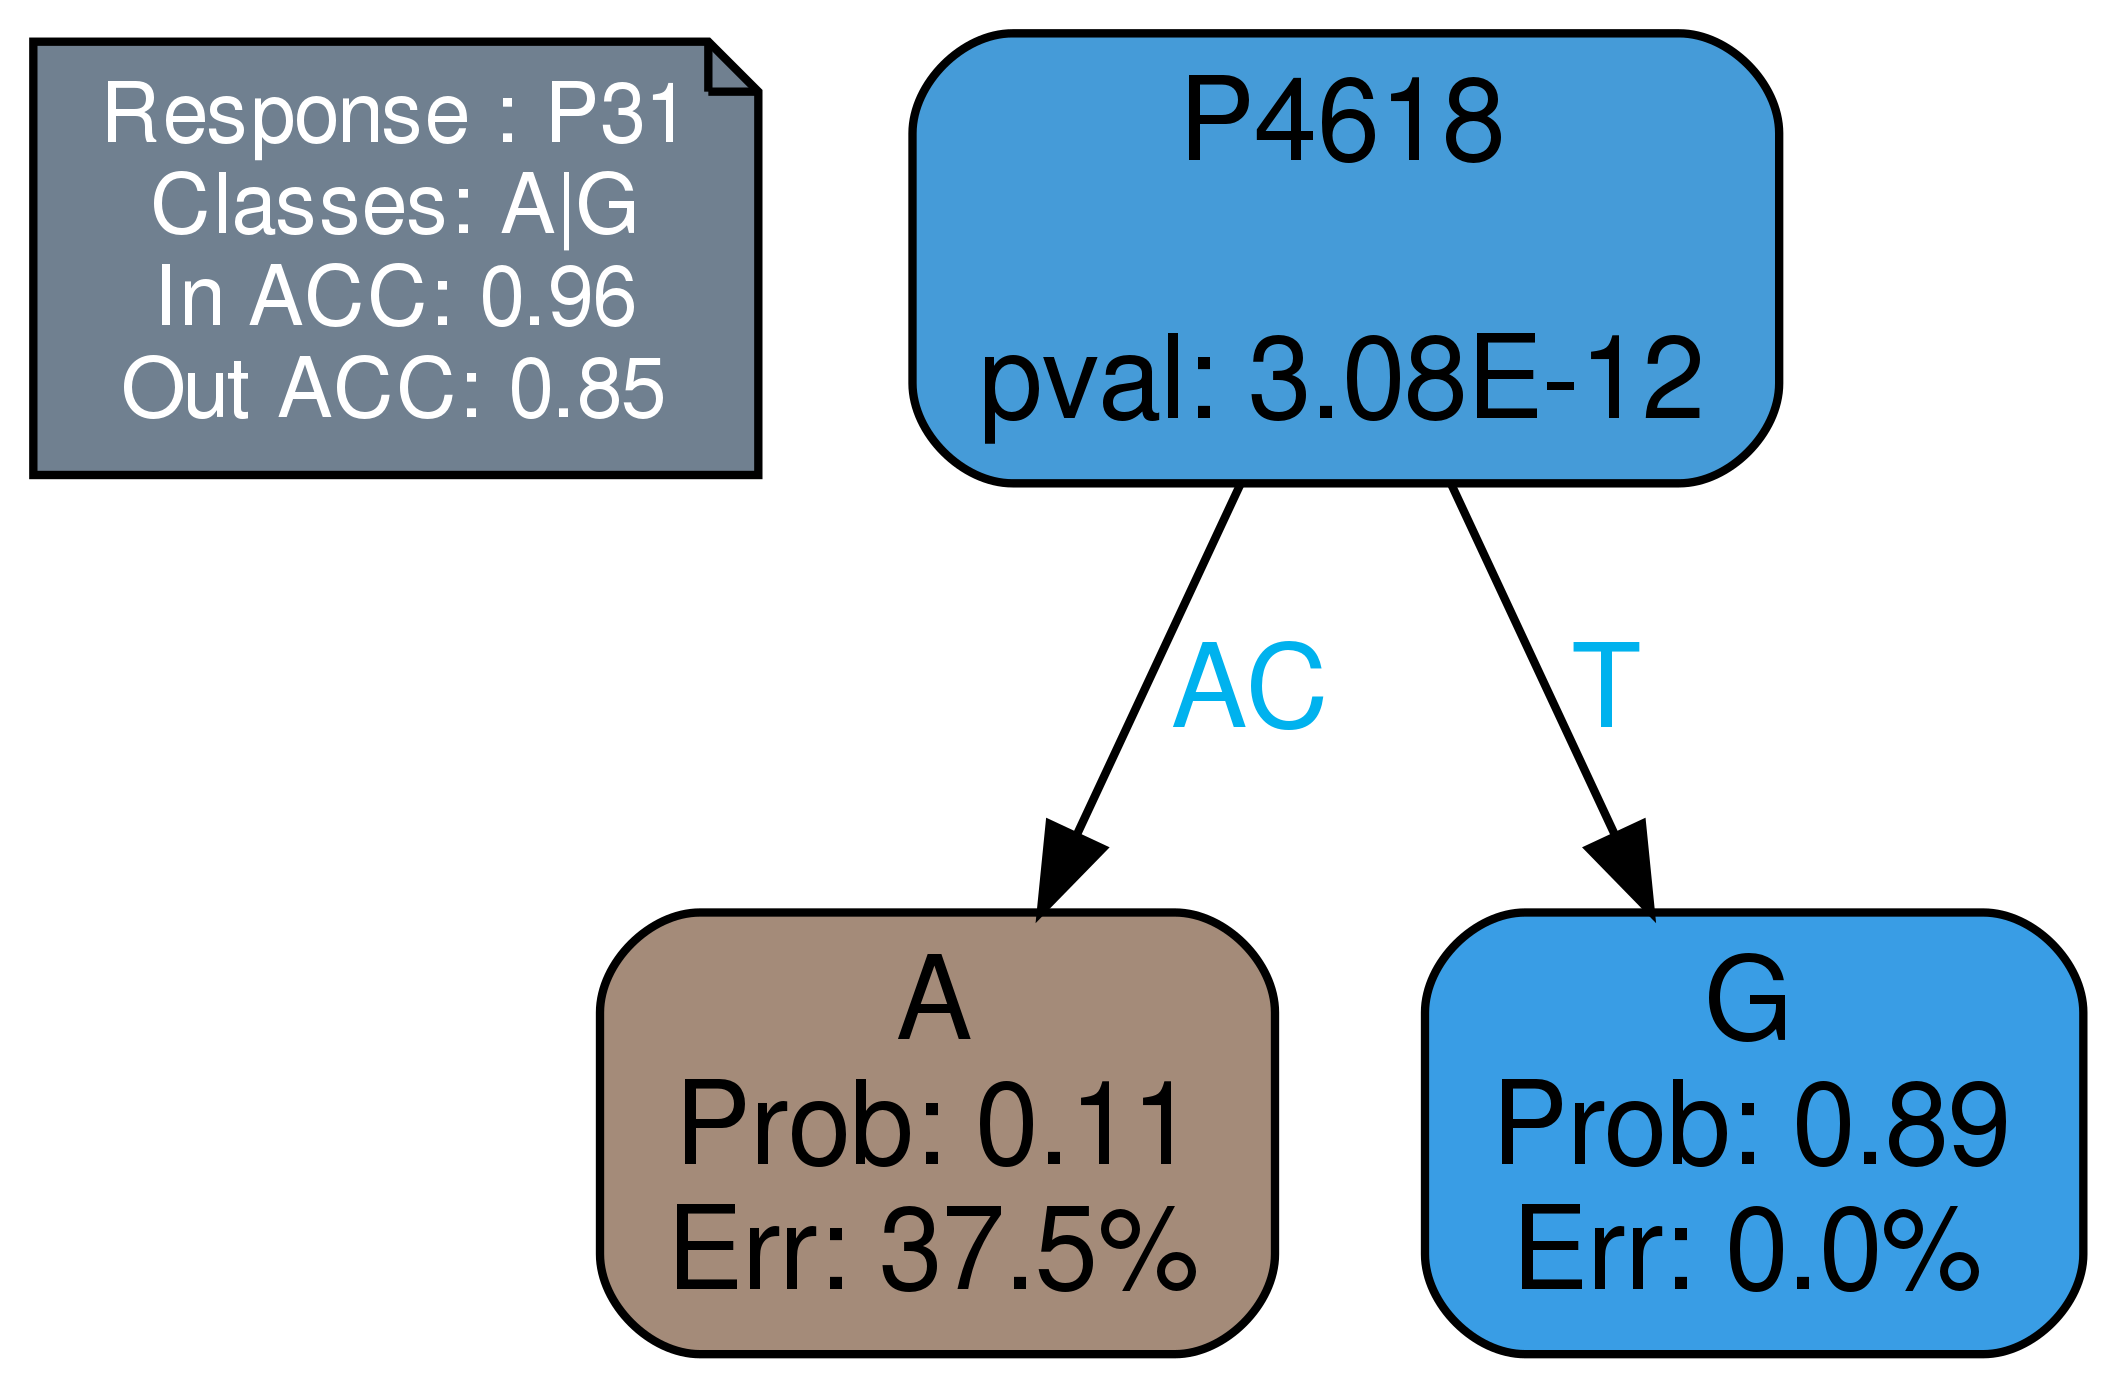 Response : P31
Classes: A|G
In ACC: 0.96
Out ACC: 0.85
P4618
pval: 3.08E-12
AC
T
A
Prob: 0.11
Err: 37.5%
G
Prob: 0.89
Err: 0.0%